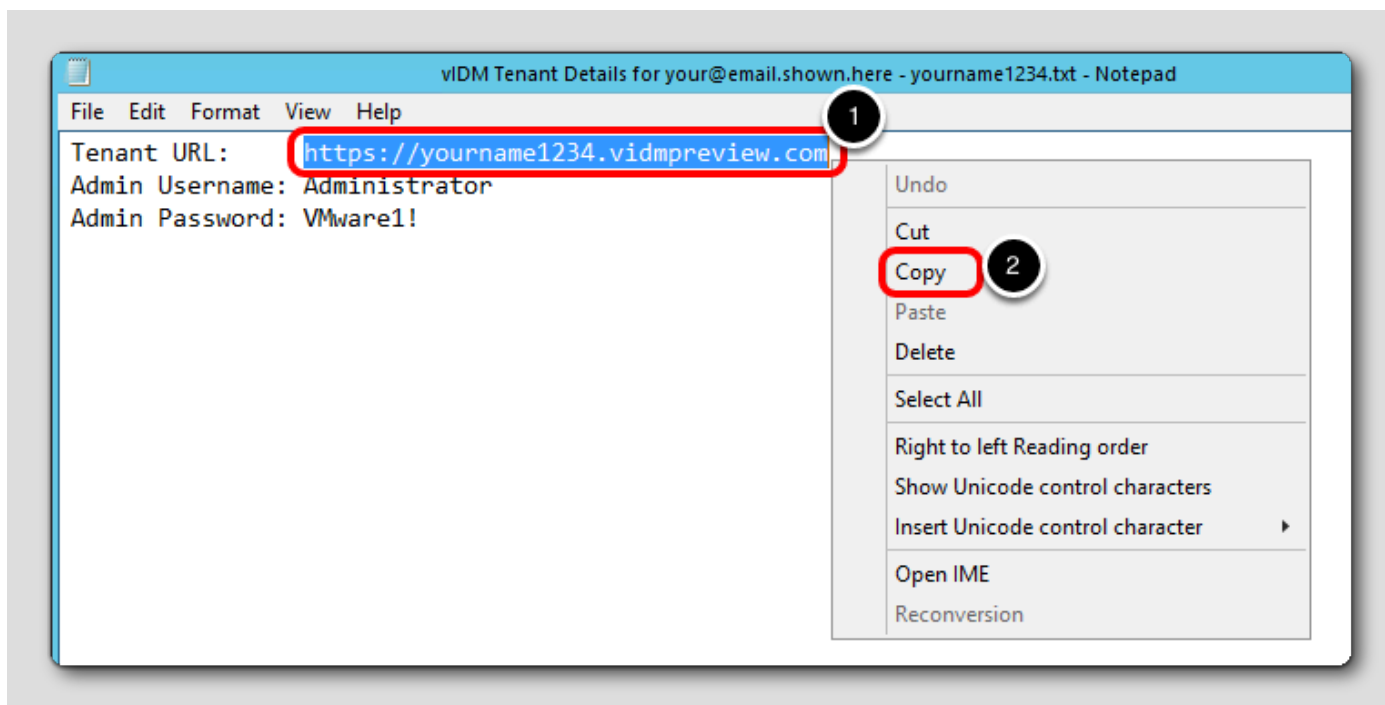 vIDM Tenant Details for your@email.shown.here - yourname1234.txt - Notepad
File Edit Format View Help
1
Tenant URL: https://yourname1234.vidmpreview.com
Admin Username: Administrator
Admin Password: VMware1!
Undo
Cut
Copy 2
Paste
Delete
Select All
Right to left Reading order
Show Unicode control characters
Insert Unicode control character
Open IME
Reconversion